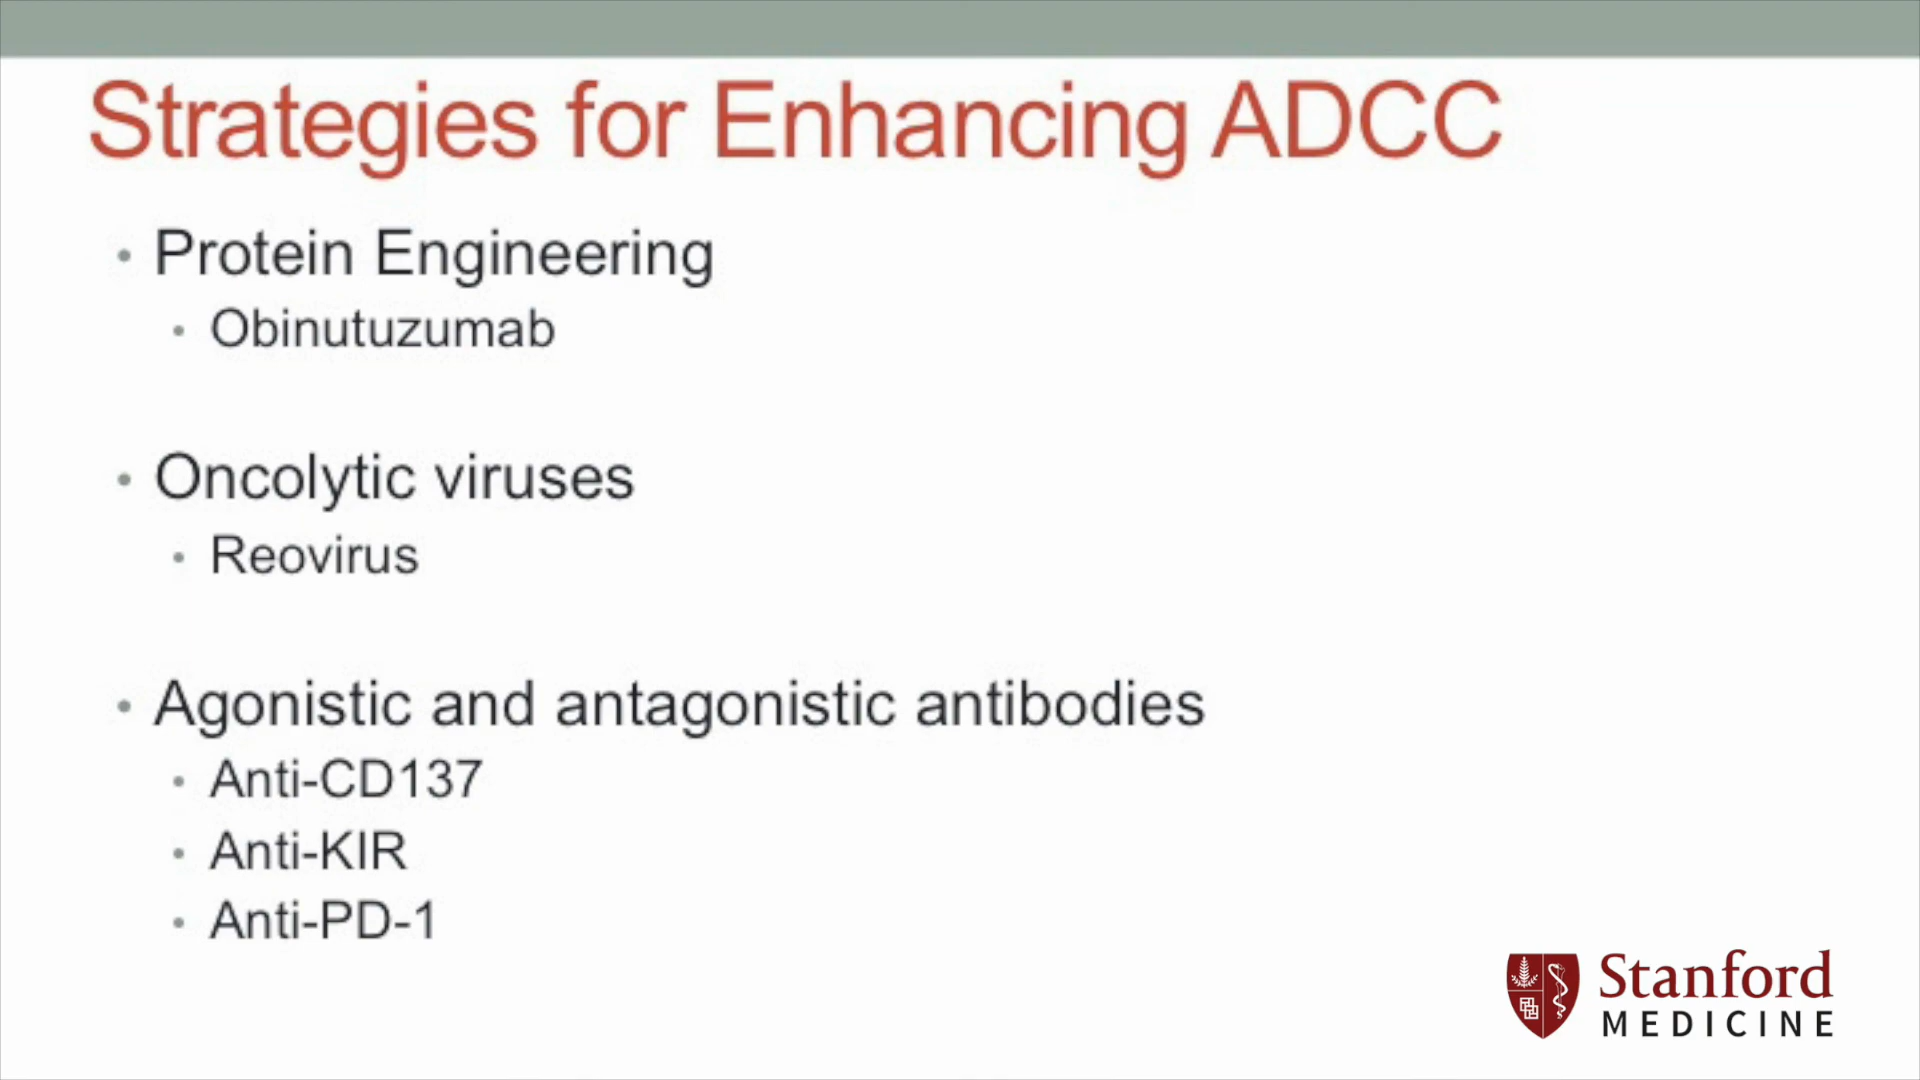 Strategies for Enhancing ADCC
• Protein Engineering
• Obinutuzumab
• Oncolytic viruses
• Reovirus
• Agonistic and antagonistic antibodies
• Anti-CD137
• Anti-KIR
• Anti-PD-1
Stanford
MEDICINE